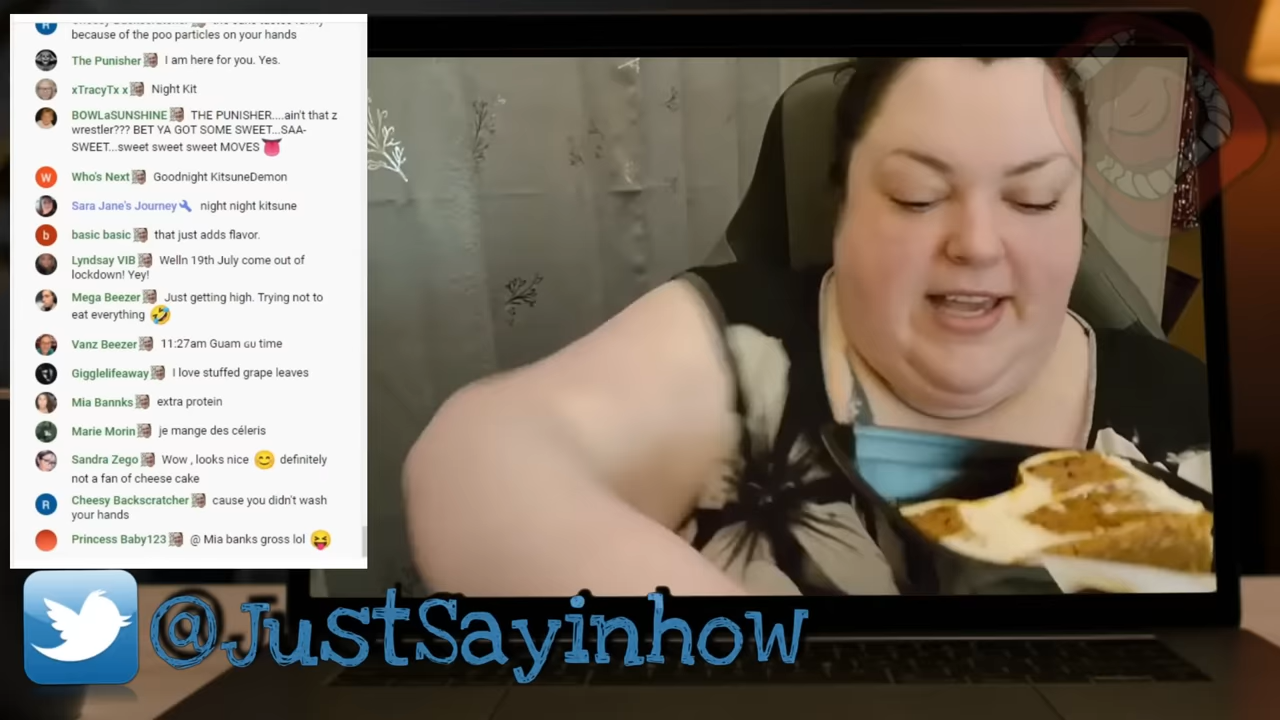 because of the poo particles on your hands
The Punisher I am here for you. Yes.
xTracyTx x Night Kit
BOWLaSUNSHINE THE PUNISHER....ain't that z
wrestler??? BET YA GOT SOME SWEET...SAA-
SWEET...sweet sweet sweet MOVES 👅
W Who's Next Goodnight KitsuneDemon
Sara Jane's Journey night night kitsune
b basic basic that just adds flavor.
Lyndsay VIB Welln 19th July come out of
lockdown! Yey!
Mega Beezer Just getting high. Trying not to
eat everything 🤣
Vanz Beezer 11:27am Guam GU time
Gigglelifeaway I love stuffed grape leaves
Mia Bannks extra protein
Marie Morin je mange des céleris
Sandra Zego Wow , looks nice 😊 definitely
not a fan of cheese cake
R Cheesy Backscratcher cause you didn't wash
your hands
Princess Baby123 @ Mia banks gross lol 😝
@JustSayinhow